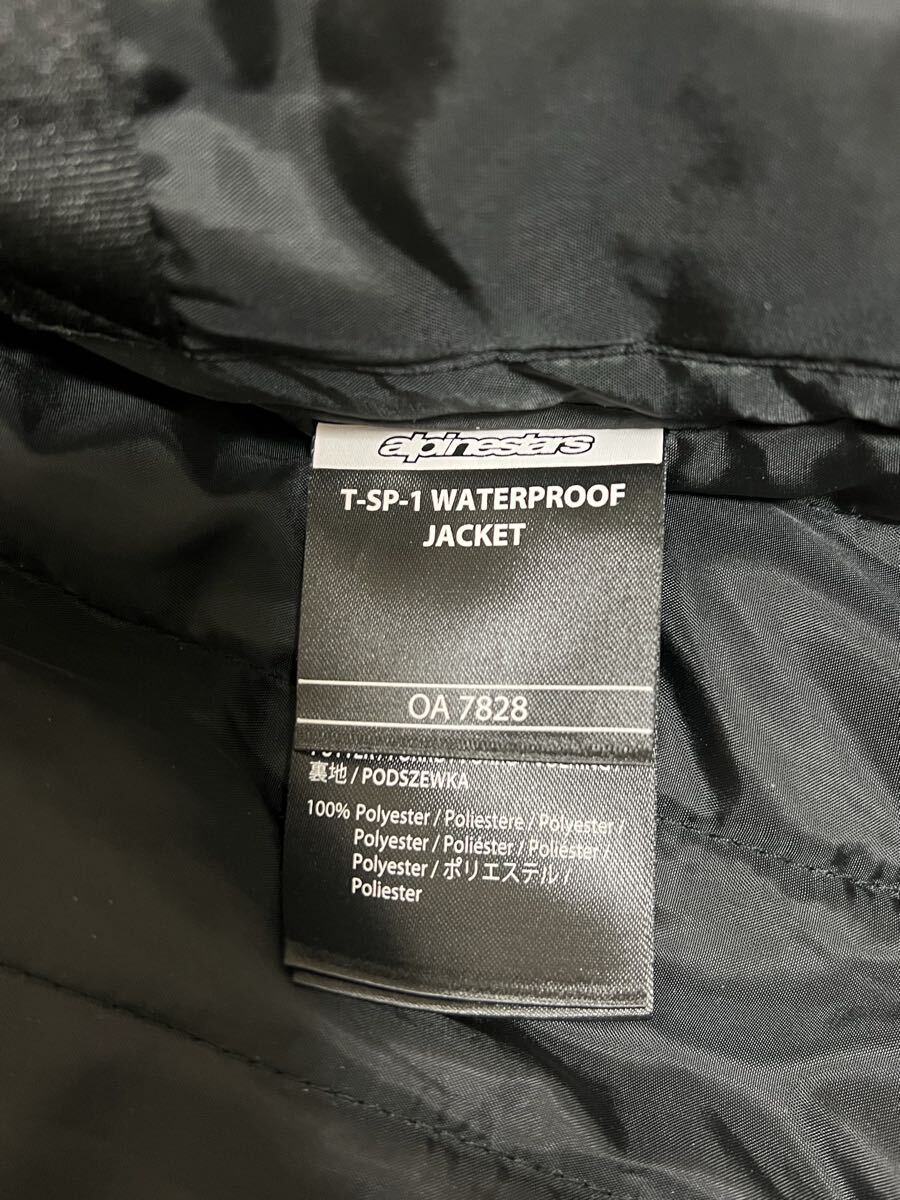 alpinestars
T-SP-1 WATERPROOF
JACKET
OA 7828
裏地 / PODSZEWKA
100% Polyester / Poliestere / Polyester /
Polyester / Poliéster / Poliester /
Polyester / ポリエステル /
Poliester